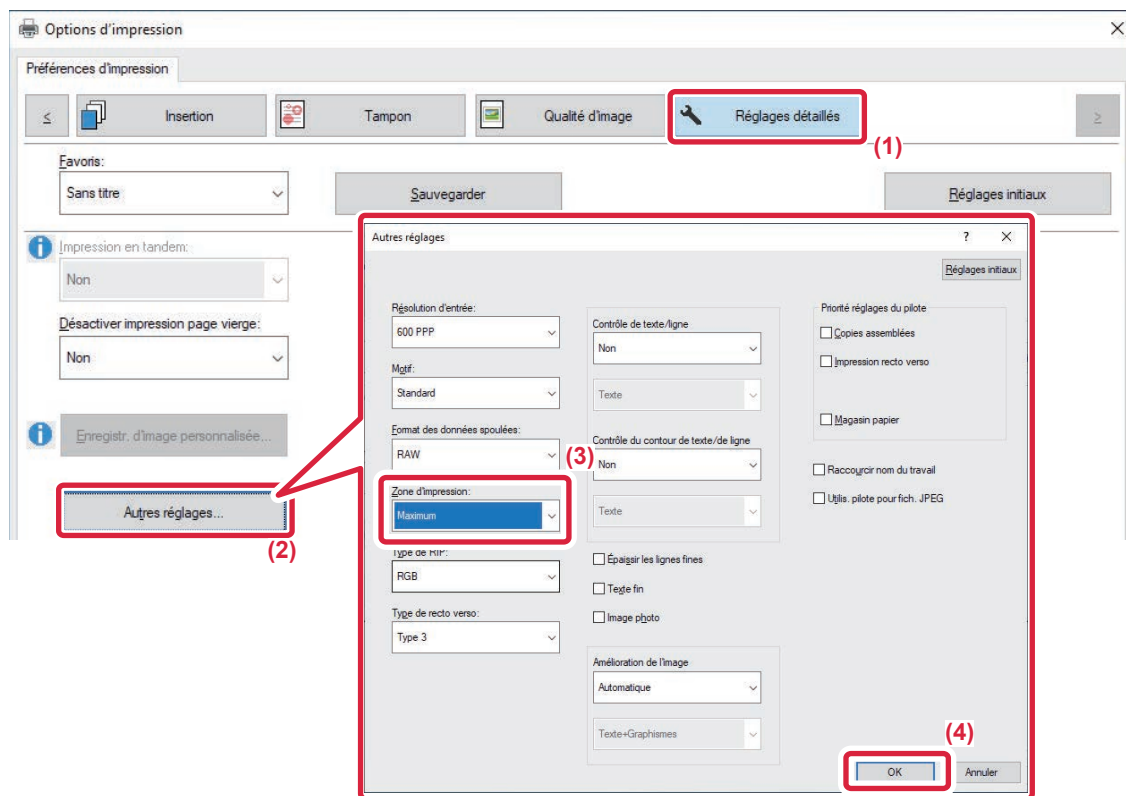 Options d'impression
Préférences d'impression
<
Insertion
Tampon
Qualité d'image
Réglages détaillés
>
(1)
Favoris:
Sans titre
Sauvegarder
Réglages initiaux
Impression en tandem:
Non
Désactiver impression page vierge:
Non
Enregistr. d'image personnalisée...
Autres réglages...
(2)
Autres réglages
?
Réglages initiaux
Résolution d'entrée:
600 PPP
Motif:
Standard
Format des données spoulées:
RAW
(3)
Zone d'impression:
Maximum
Type de RIP:
RGB
Type de recto verso:
Type 3
Contrôle de texte/ligne
Non
Texte
Contrôle du contour de texte/de ligne
Non
Texte
Épaissir les lignes fines
Texte fin
Image photo
Amélioration de l'image
Automatique
Texte+Graphismes
Priorité réglages du pilote
Copies assemblées
Impression recto verso
Magasin papier
Raccourcir nom du travail
Utilis. pilote pour fich. JPEG
(4)
OK
Annuler